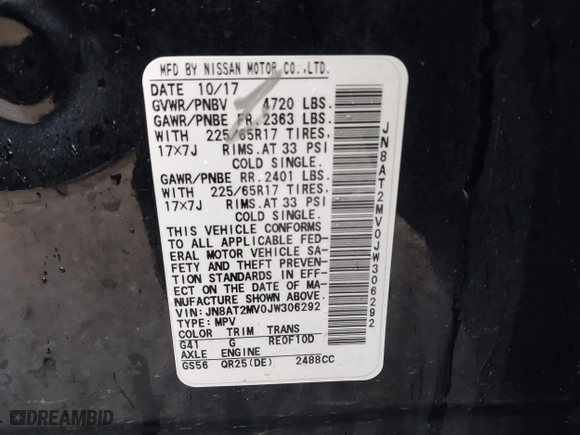 MFD BY NISSAN MOTOR CO.,LTD.
DATE 10/17
GVWR/PNBV 4720 LBS.
GAWR/PNBE FR. 2363 LBS.
WITH 225/65R17 TIRES.
17×7J RIMS. AT 33 PSI
COLD SINGLE.
GAWR/PNBE RR. 2401 LBS.
WITH 225/65R17 TIRES.
17×7J RIMS. AT 33 PSI
COLD SINGLE.
THIS VEHICLE CONFORMS
TO ALL APPLICABLE FED-
ERAL MOTOR VEHICLE SA-
FETY AND THEFT PREVEN-
TION STANDARDS IN EFF-
ECT ON THE DATE OF MA-
NUFACTURE SHOWN ABOVE.
VIN: JN8AT2MV0JW306292
TYPE: MPV
COLOR TRIM TRANS
G41 G RE0F10D
AXLE ENGINE
GS56 QR25(DE) 2488CC
JN8AT2MV0JW306292
DREAMBID